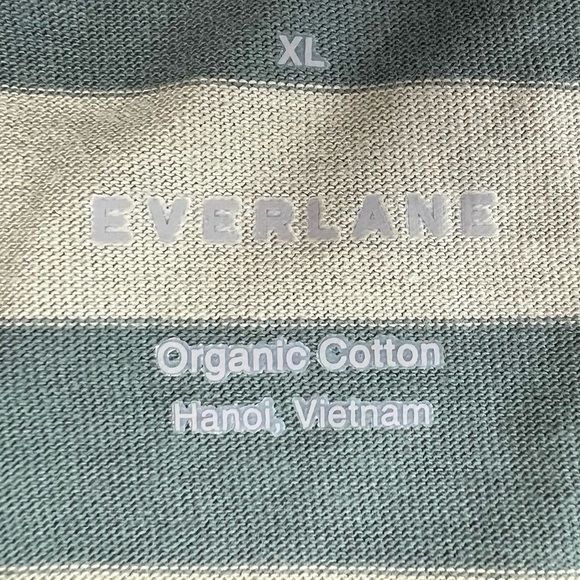 XL
EVERLANE
Organic Cotton
Hanoi, Vietnam